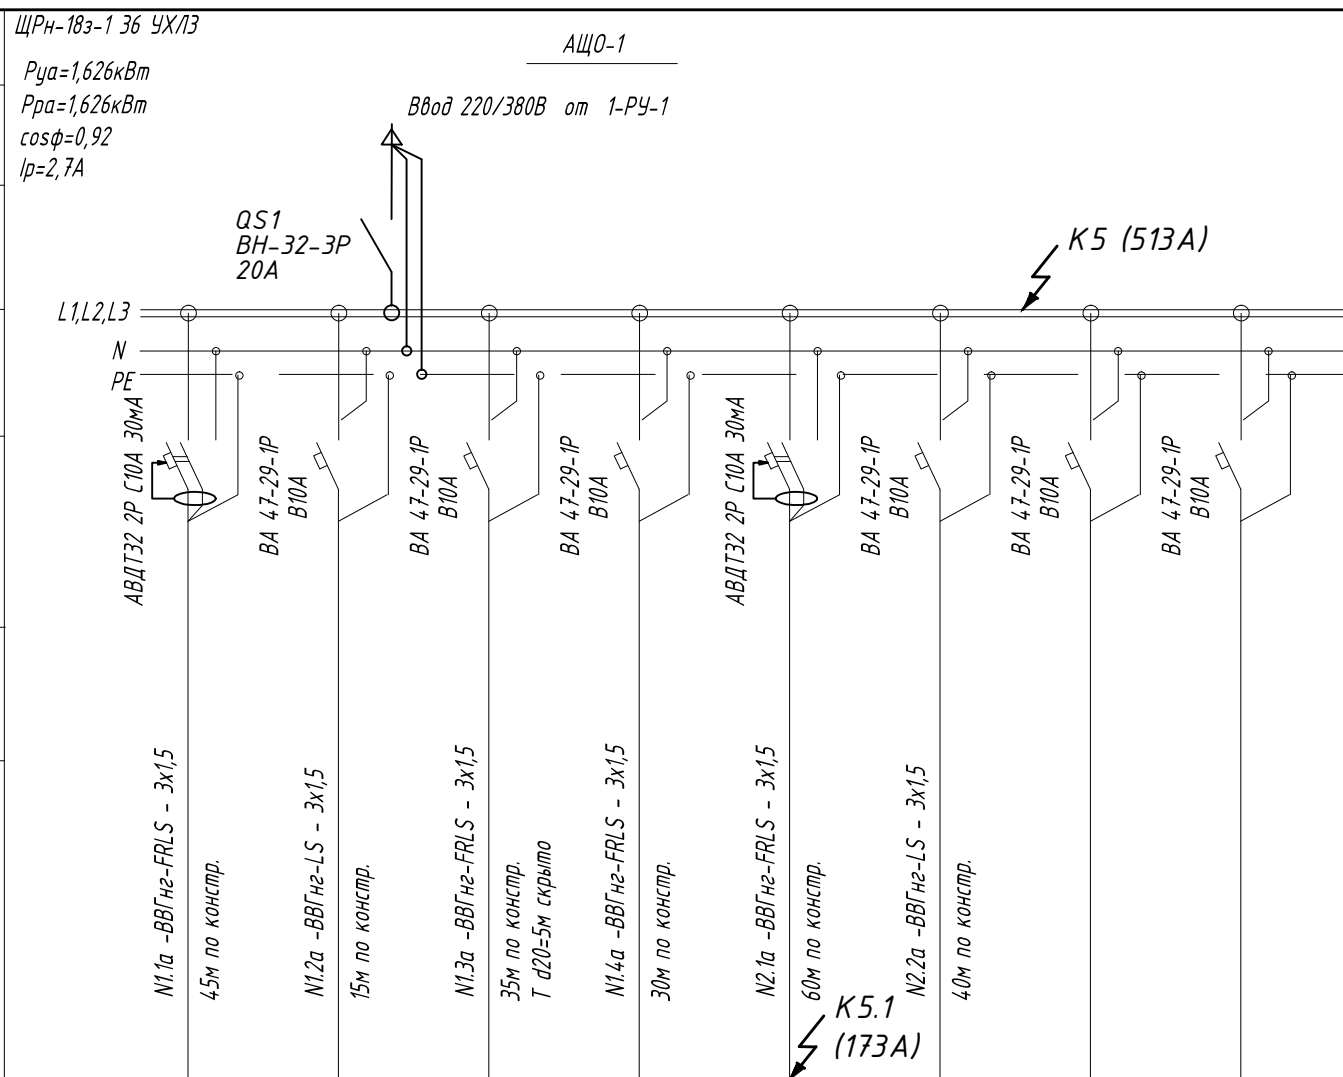 ЩРн-18з-1 36 УХЛ3
Руа=1,626кВт
Рра=1,626кВт
cosφ=0,92
Iр=2,7А
АЩО-1
Ввод 220/380В от 1-РУ-1
QS1
ВН-32-3Р
20А
К5 (513А)
L1,L2,L3
N
PE
АВДТ32 2Р С10А 30мА
ВА 47-29-1Р
В10А
ВА 47-29-1Р
В10А
ВА 47-29-1Р
В10А
АВДТ32 2Р С10А 30мА
ВА 47-29-1Р
В10А
ВА 47-29-1Р
В10А
ВА 47-29-1Р
В10А
N1.1а -ВВГнг-FRLS - 3х1,5
45м по констр.
N1.2а -ВВГнг-LS - 3х1,5
15м по констр.
N1.3а -ВВГнг-FRLS - 3х1,5
35м по констр.
Т d20=5м скрыто
N1.4а -ВВГнг-FRLS - 3х1,5
30м по констр.
N2.1а -ВВГнг-FRLS - 3х1,5
60м по констр.
N2.2а -ВВГнг-LS - 3х1,5
40м по констр.
К5.1
(173А)